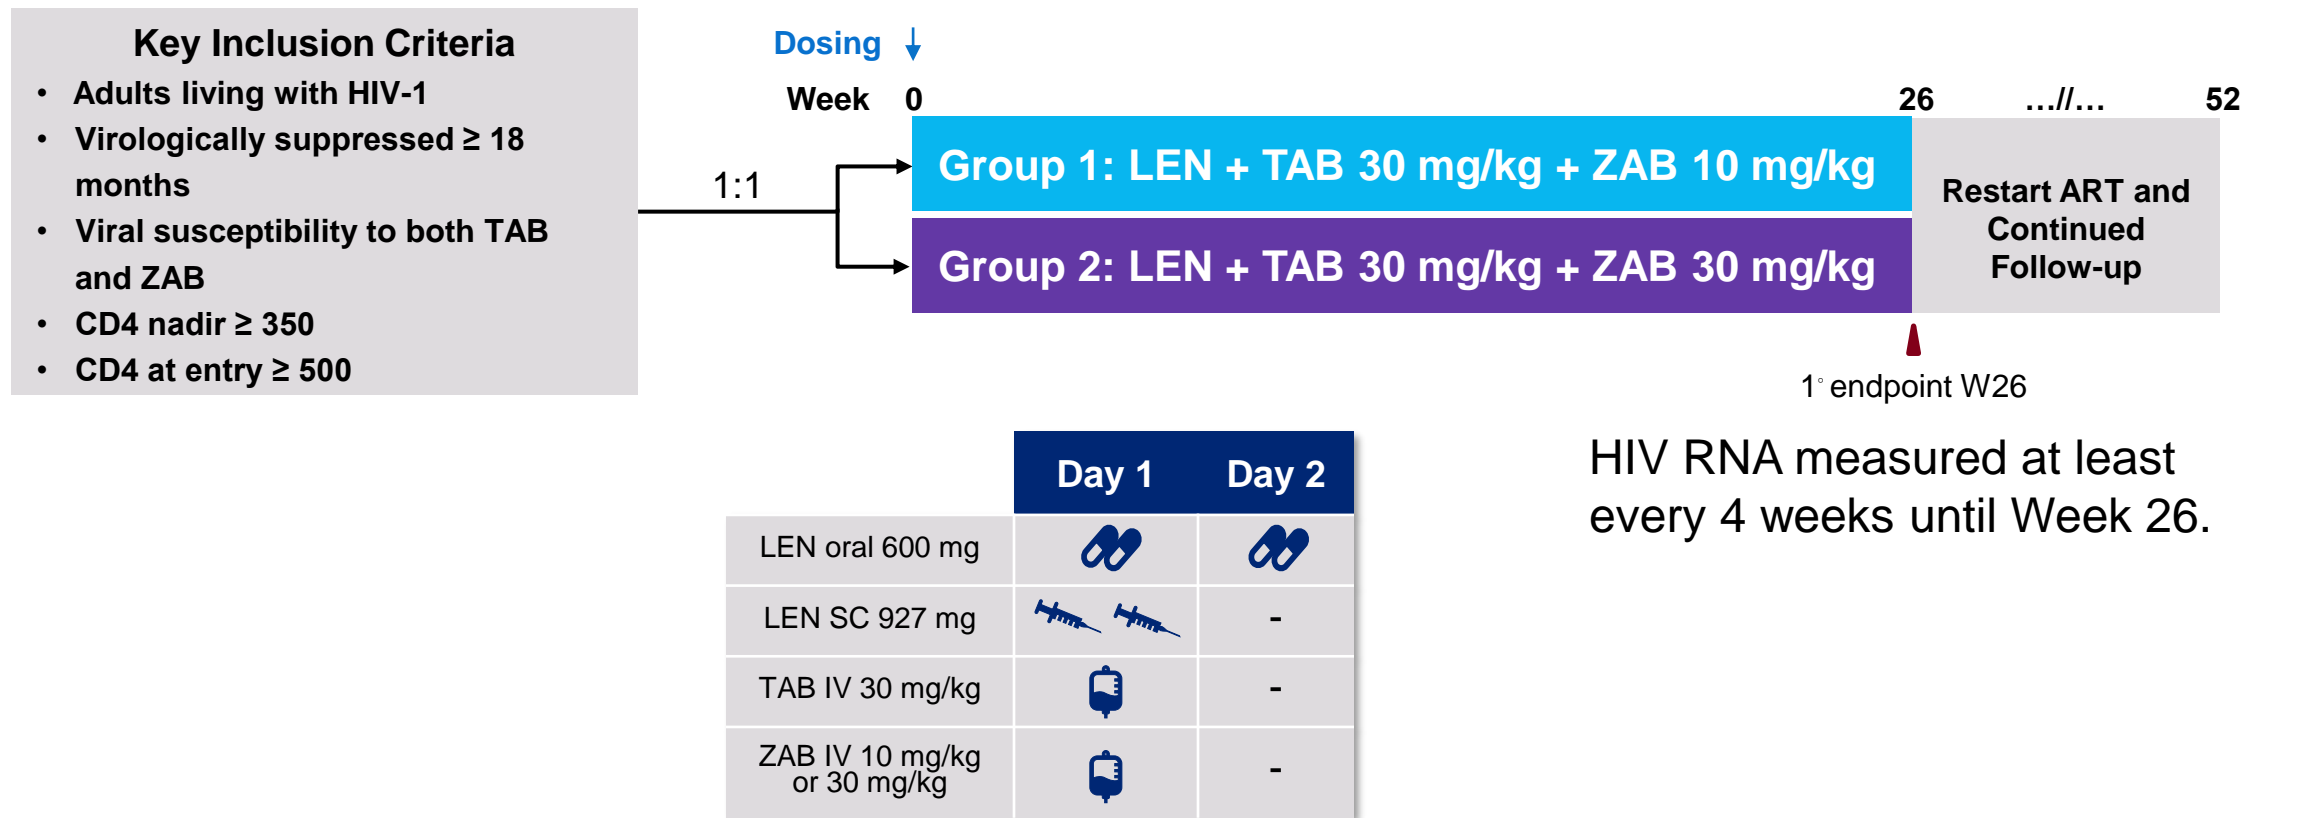 Key Inclusion Criteria
• Adults living with HIV-1
• Virologically suppressed ≥ 18
months
• Viral susceptibility to both TAB
and ZAB
• CD4 nadir ≥ 350
• CD4 at entry ≥ 500
Dosing
Week 0 26 …//… 52
1:1
Group 1: LEN + TAB 30 mg/kg + ZAB 10 mg/kg
Group 2: LEN + TAB 30 mg/kg + ZAB 30 mg/kg
Restart ART and
Continued
Follow-up
1° endpoint W26
HIV RNA measured at least
every 4 weeks until Week 26.
Day 1 Day 2
LEN oral 600 mg
LEN SC 927 mg -
TAB IV 30 mg/kg -
ZAB IV 10 mg/kg
or 30 mg/kg -